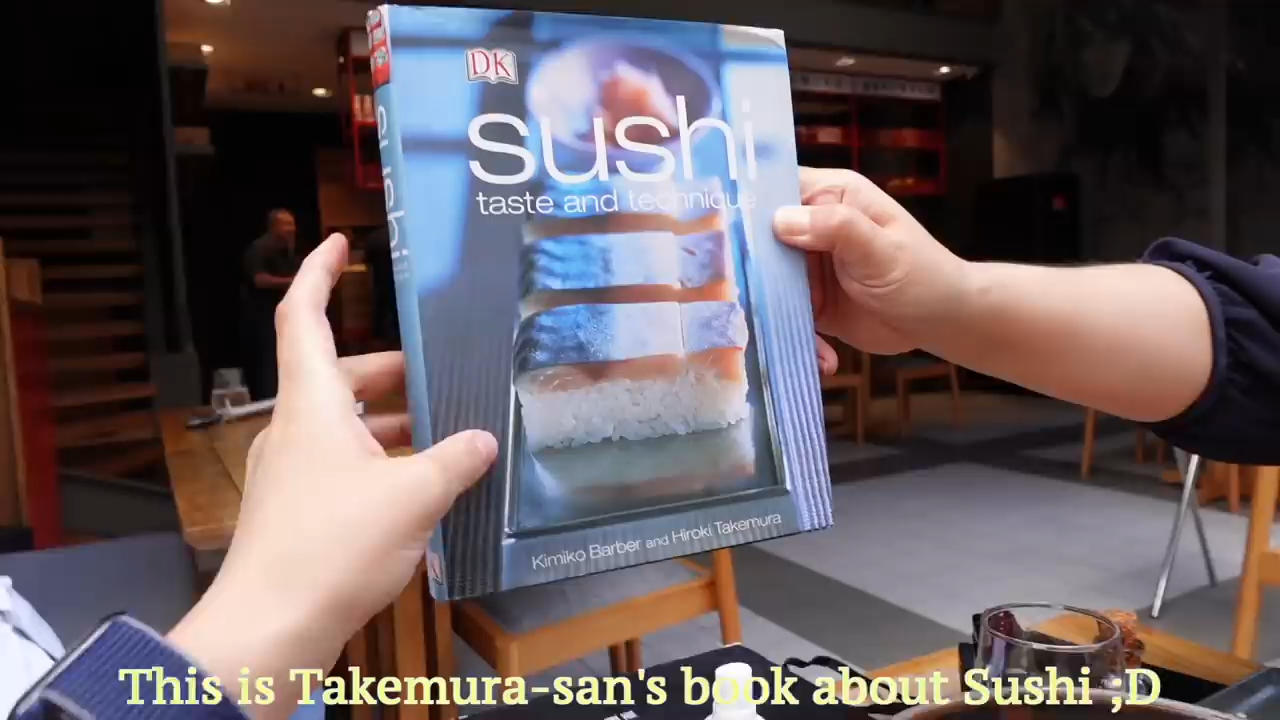 DK
sushi
taste and technique
sushi
Kimiko Barber and Hiroki Takemura
This is Takemura-san's book about Sushi ;D